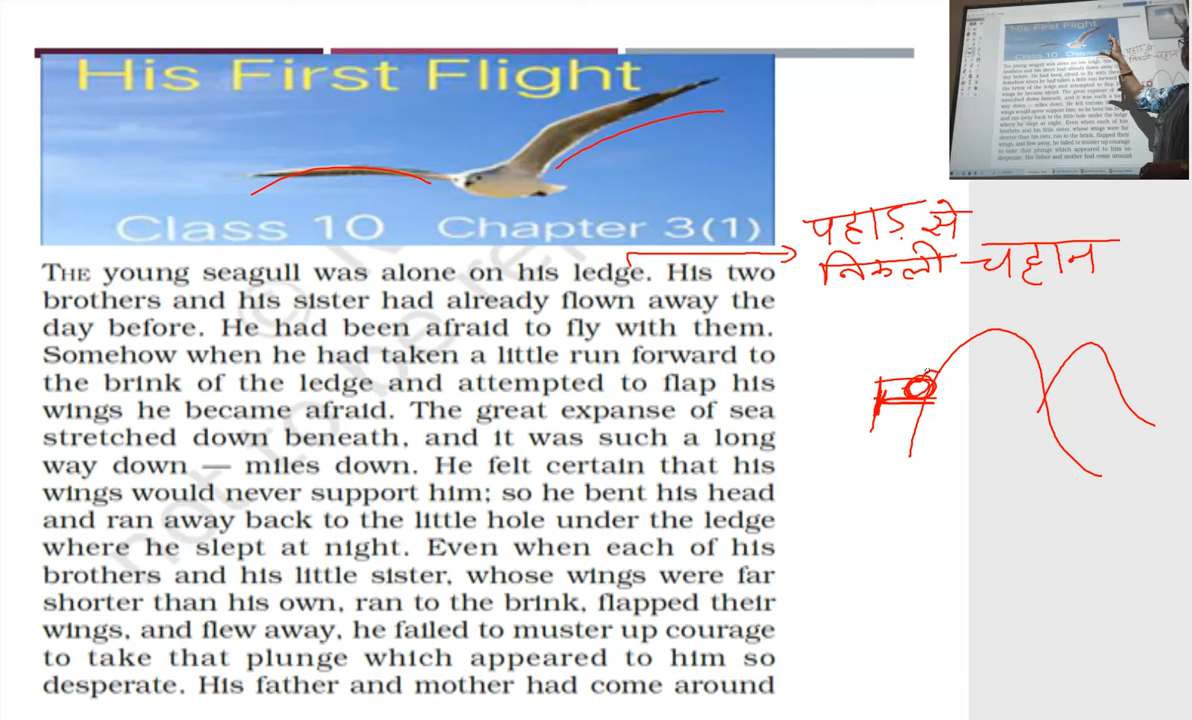 His First Flight
Class 10 Chapter 3(1)
THE young seagull was alone on his ledge. His two
brothers and his sister had already flown away the
day before. He had been afraid to fly with them.
Somehow when he had taken a little run forward to
the brink of the ledge and attempted to flap his
wings he became afraid. The great expanse of sea
stretched down beneath, and it was such a long
way down — miles down. He felt certain that his
wings would never support him; so he bent his head
and ran away back to the little hole under the ledge
where he slept at night. Even when each of his
brothers and his little sister, whose wings were far
shorter than his own, ran to the brink, flapped their
wings, and flew away, he failed to muster up courage
to take that plunge which appeared to him so
desperate. His father and mother had come around
पहाड़ से
निकली चट्टान